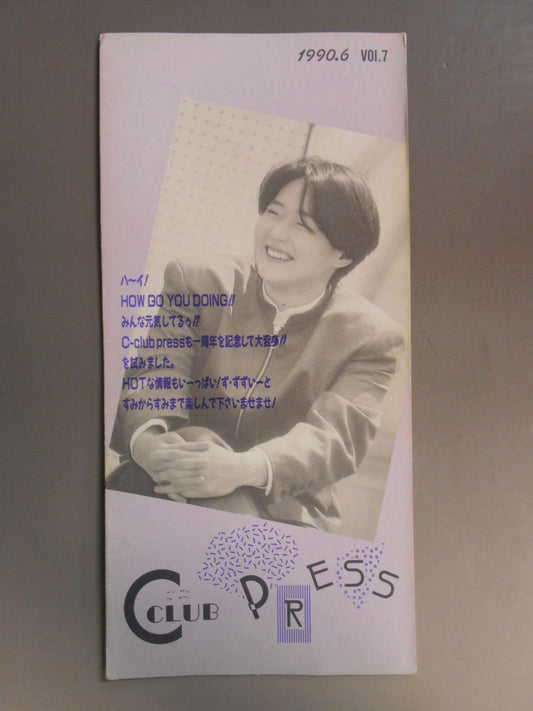 1990.6 VOl.7
ハ〜イ!
HOW DO YOU DOING!!
みんな元気してるぅ!?
C-club pressも一周年を記念して大変身!?
を試みました。
HOTな情報もい〜っぱい!ず・ずずい〜と
すみからすみまで楽しんで下さいませませ!
C CLUB PRESS